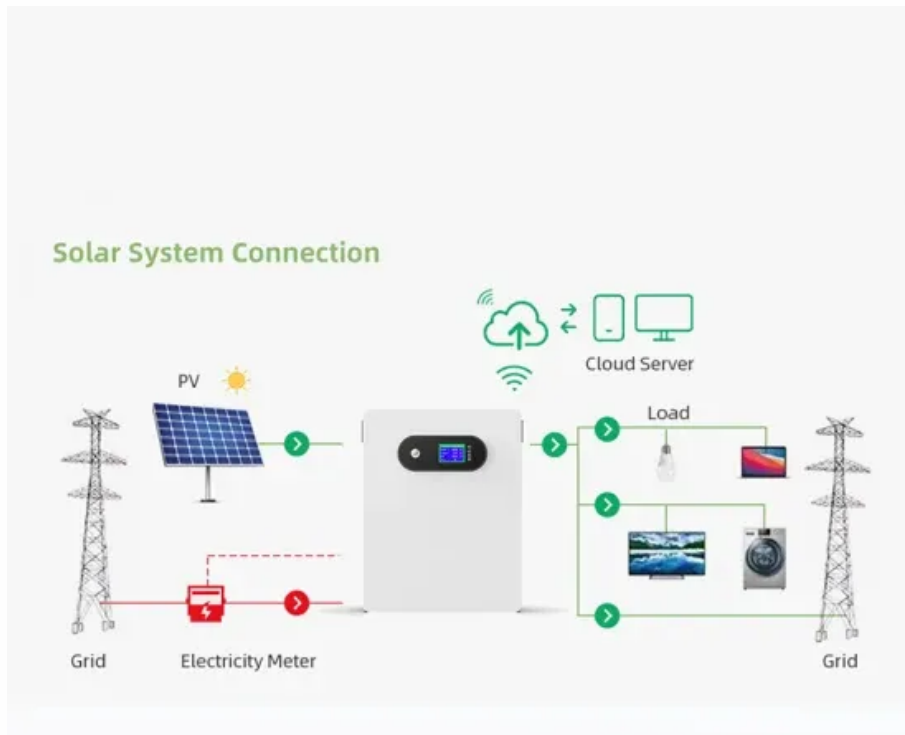 Solar System Connection
Cloud Server
PV
Load
Grid
Electricity Meter
Grid